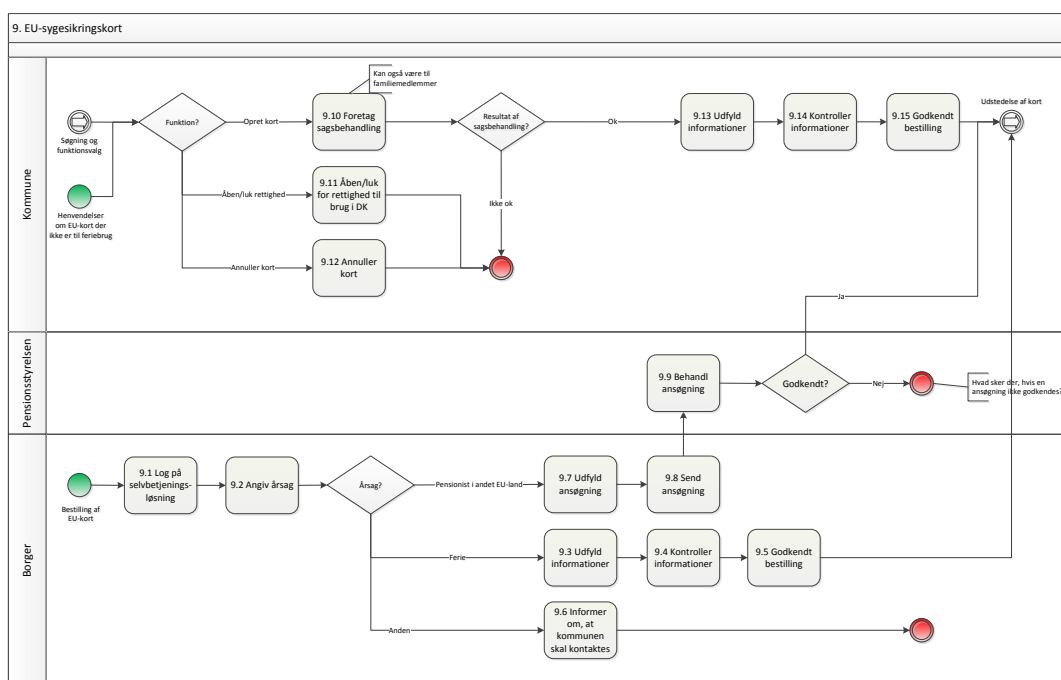 9. EU-sygesikringskort
Kommune
Kan også være til
familiemedlemmer
Søgning og
funktionsvalg
Funktion?
Opret kort
9.10 Foretag
sagsbehandling
Resultat af
sagsbehandling?
Ok
9.13 Udfyld
informationer
9.14 Kontroller
informationer
9.15 Godkendt
bestilling
Udstedelse af kort
Henvendelser
om EU-kort der
ikke er til feriebrug
Åben/luk rettighed
9.11 Åben/luk
for rettighed til
brug i DK
Ikke ok
Annuller kort
9.12 Annuller
kort
Ja
Pensionsstyrelsen
9.9 Behandl
ansøgning
Godkendt?
Nej
Hvad sker der, hvis en
ansøgning ikke godkendes?
Borger
Bestilling af
EU-kort
9.1 Log på
selvbetjenings-
løsning
9.2 Angiv årsag
Årsag?
Pensionist i andet EU-land
9.7 Udfyld
ansøgning
9.8 Send
ansøgning
Ferie
9.3 Udfyld
informationer
9.4 Kontroller
informationer
9.5 Godkendt
bestilling
Anden
9.6 Informer
om, at
kommunen
skal kontaktes